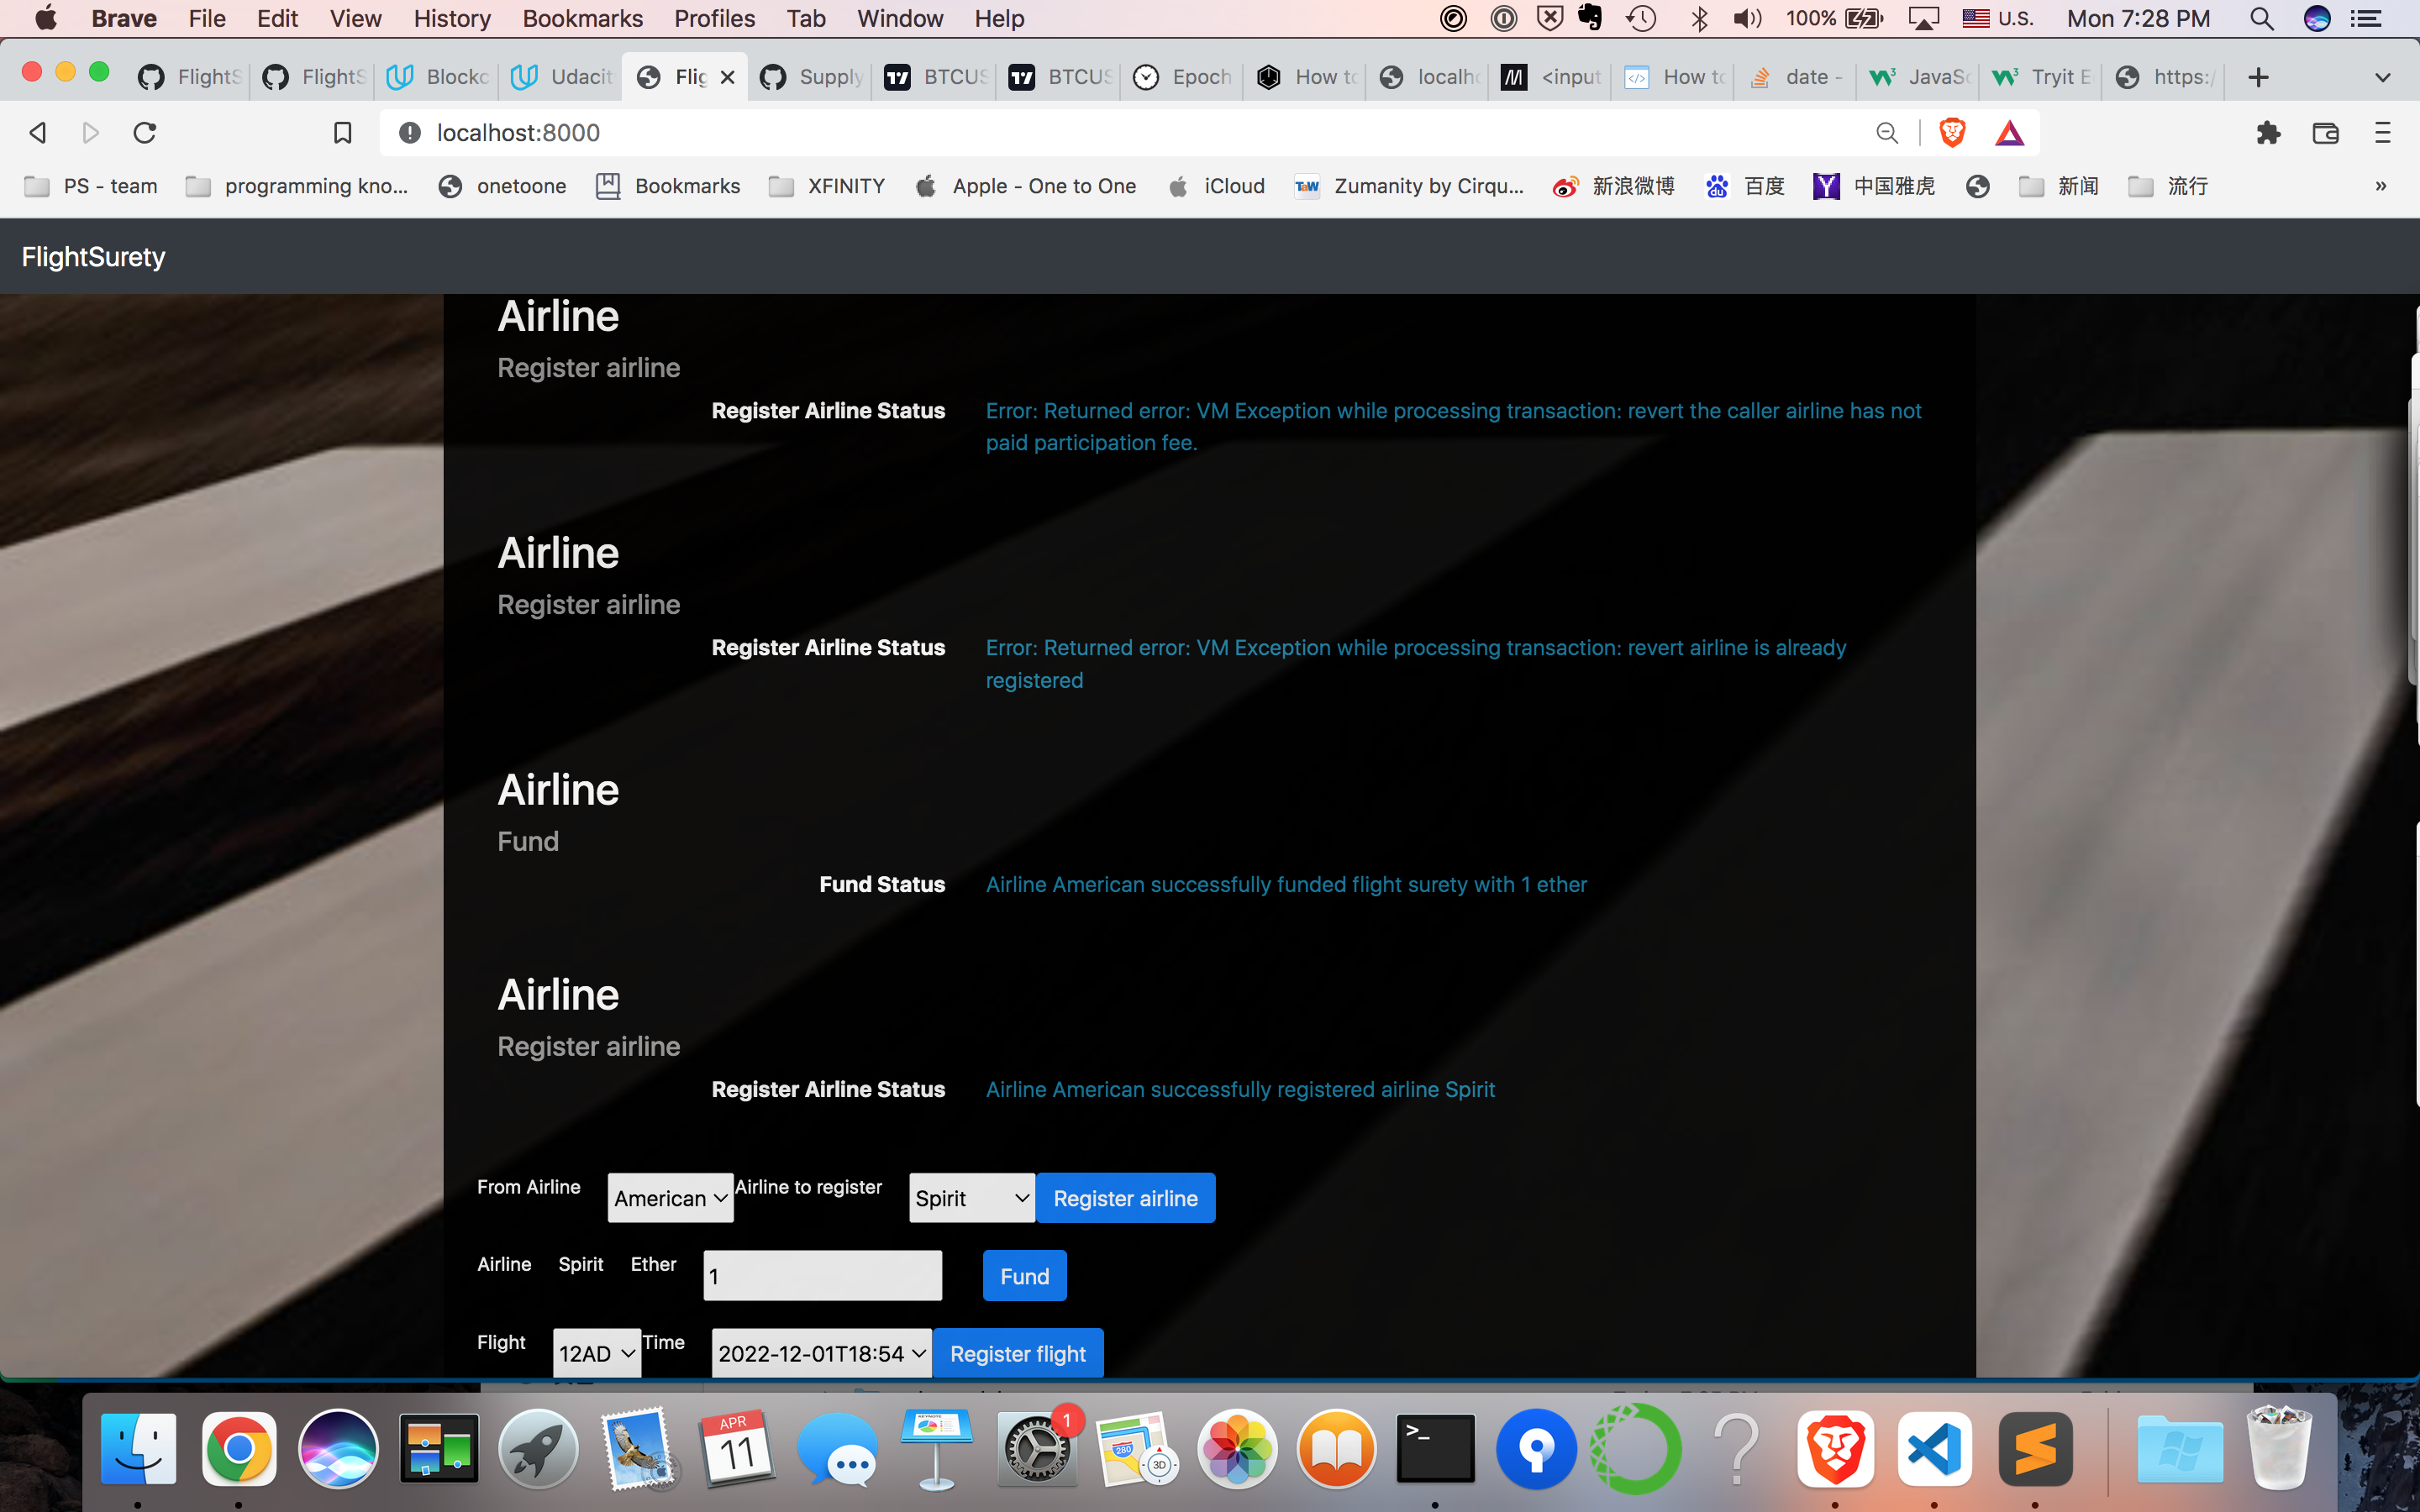 Brave File Edit View History Bookmarks Profiles Tab Window Help 100% U.S. Mon 7:28 PM
FlightS FlightS Blockc Udacit Flig Supply BTCUS BTCUS Epoch How to localho <input How to date - JavaSc Tryit E https:/
localhost:8000
PS - team programming kno... onetoone Bookmarks XFINITY Apple - One to One iCloud TaW Zumanity by Cirqu... 新浪微博 du 百度 Y 中国雅虎 新闻 流行 »
FlightSurety
Airline
Register airline
Register Airline Status Error: Returned error: VM Exception while processing transaction: revert the caller airline has not
paid participation fee.
Airline
Register airline
Register Airline Status Error: Returned error: VM Exception while processing transaction: revert airline is already
registered
Airline
Fund
Fund Status Airline American successfully funded flight surety with 1 ether
Airline
Register airline
Register Airline Status Airline American successfully registered airline Spirit
From Airline American Airline to register Spirit Register airline
Airline Spirit Ether 1 Fund
Flight 12AD Time 2022-12-01T18:54 Register flight
APR
11
1
280
3D
>_